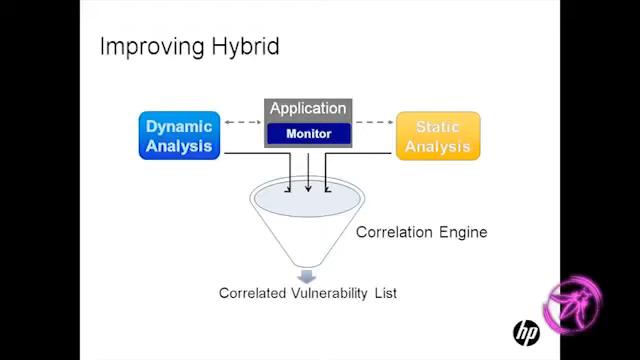 Improving Hybrid
Application
Monitor
Dynamic
Analysis
Static
Analysis
Correlation Engine
Correlated Vulnerability List
hp